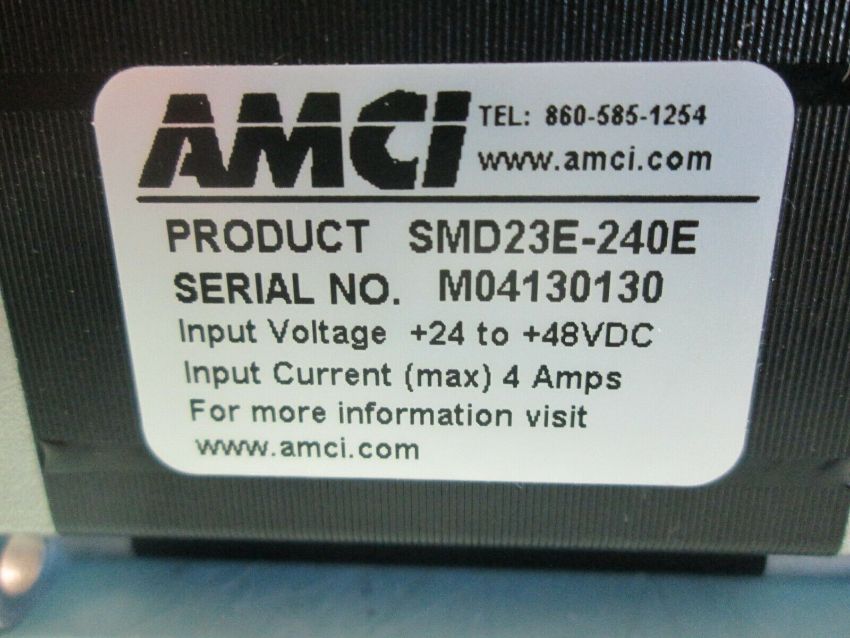 AMCI TEL: 860-585-1254
www.amci.com
PRODUCT SMD23E-240E
SERIAL NO. M04130130
Input Voltage +24 to +48VDC
Input Current (max) 4 Amps
For more information visit
www.amci.com